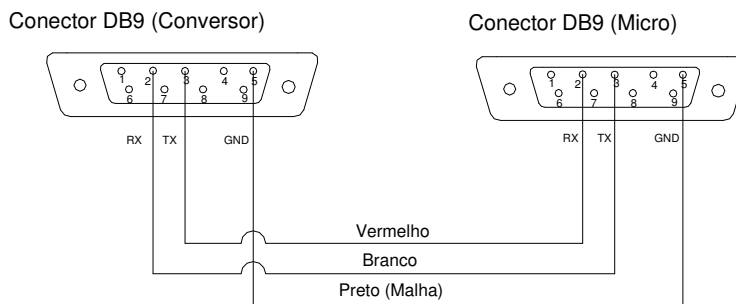 Conector DB9 (Conversor)
Conector DB9 (Micro)
1 2 3 4 5
6 7 8 9
1 2 3 4 5
6 7 8 9
RX TX GND
RX TX GND
Vermelho
Branco
Preto (Malha)